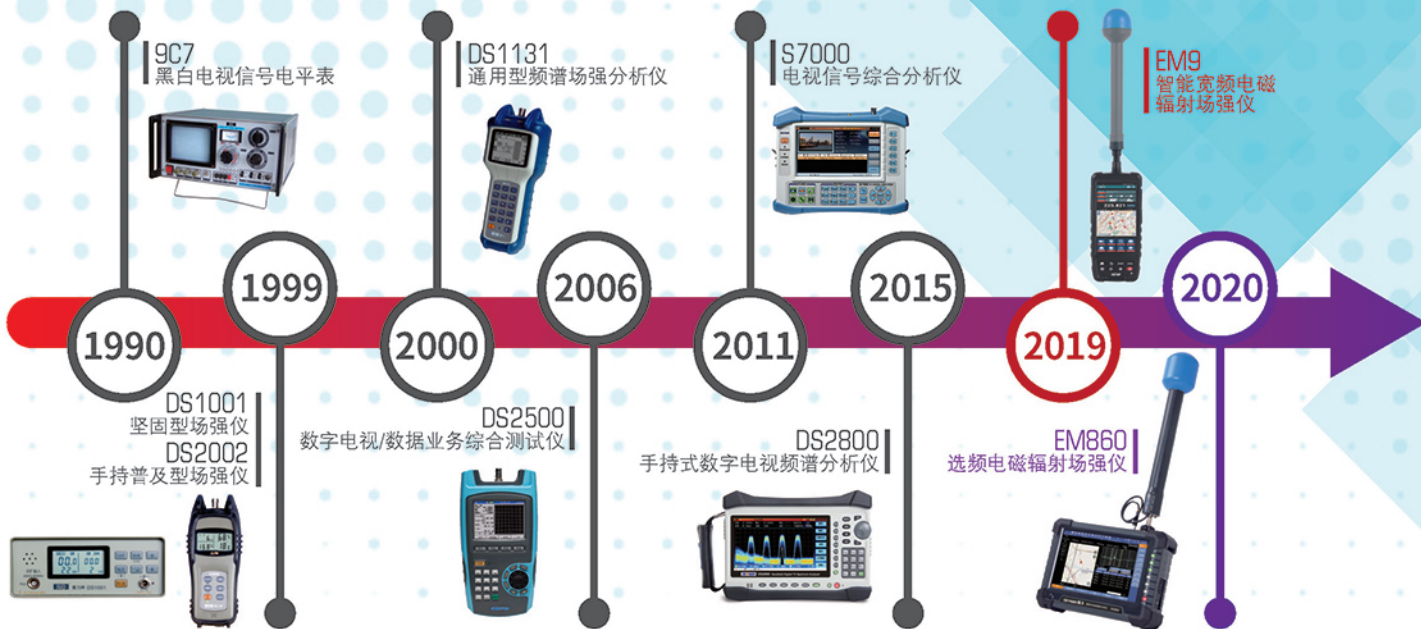 9C7
黑白电视信号电平表
DS1131
通用型频谱场强分析仪
S7000
电视信号综合分析仪
EM9
智能宽频电磁
辐射场强仪
1990
1999
2000
2006
2011
2015
2019
2020
DS1001
坚固型场强仪
DS2002
手持普及型场强仪
DS2500
数字电视/数据业务综合测试仪
DS2800
手持式数字电视频谱分析仪
EM860
选频电磁辐射场强仪